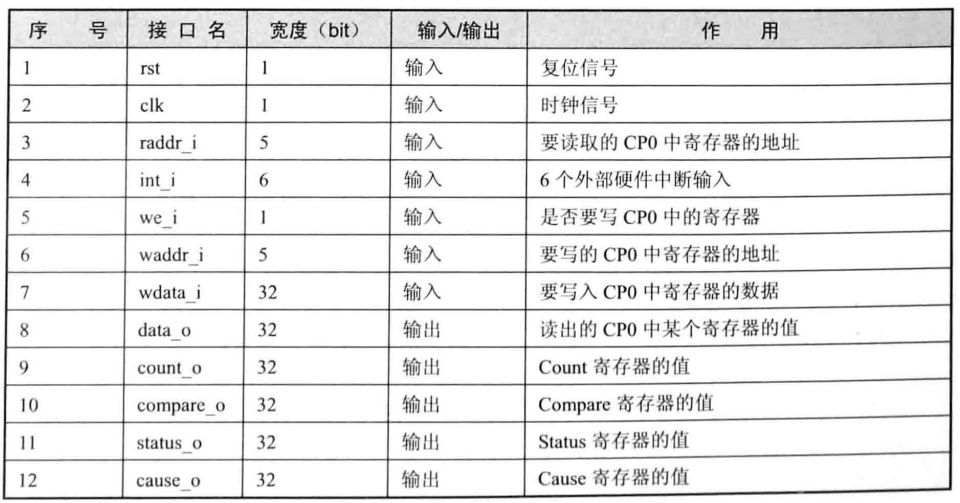 序 号 接 口 名 宽度（bit） 输入/输出 作 用
1 rst 1 输入 复位信号
2 clk 1 输入 时钟信号
3 raddr_i 5 输入 要读取的 CP0 中寄存器的地址
4 int_i 6 输入 6 个外部硬件中断输入
5 we_i 1 输入 是否要写 CP0 中的寄存器
6 waddr_i 5 输入 要写的 CP0 中寄存器的地址
7 wdata_i 32 输入 要写入 CP0 中寄存器的数据
8 data_o 32 输出 读出的 CP0 中某个寄存器的值
9 count_o 32 输出 Count 寄存器的值
10 compare_o 32 输出 Compare 寄存器的值
11 status_o 32 输出 Status 寄存器的值
12 cause_o 32 输出 Cause 寄存器的值